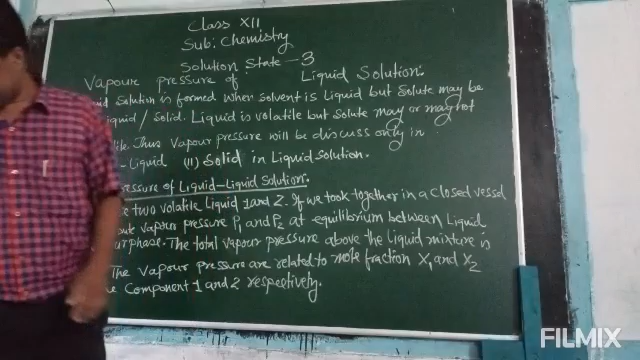 Class XII
Sub: Chemistry
Solution State - 3
Vapour pressure of Liquid Solution:
Solution is formed when solvent is Liquid but Solute may be
iquid / Solid. Liquid is volatile but solute may or may not
Thus Vapour pressure will be discuss only in
- Liquid (II) Solid in Liquid solution.
ressure of Liquid-Liquid Solution:
two volatile Liquid 1 and 2. If we took together in a closed vessel
vapour pressure P1 and P2 at equilibrium between Liquid
phase. The total vapour pressure above the Liquid mixture is
The vapour pressure are related to mole fraction X1 and X2
Component 1 and 2 respectively.
FILMIX